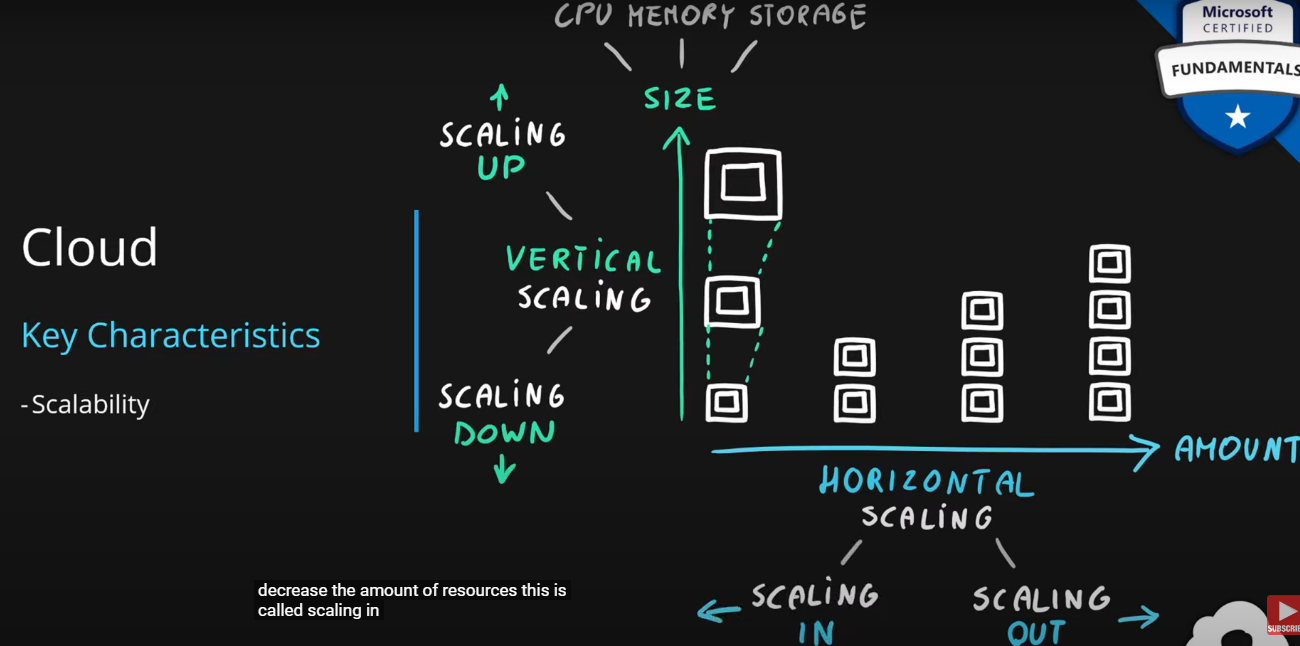 CPU MEMORY STORAGE
SIZE
SCALING
UP
VERTICAL
SCALING
SCALING
DOWN
Cloud
Key Characteristics
-Scalability
AMOUNT
HORIZONTAL
SCALING
SCALING
IN
SCALING
OUT
decrease the amount of resources this is
called scaling in
Microsoft
CERTIFIED
FUNDAMENTALS
SUBSCRIBE